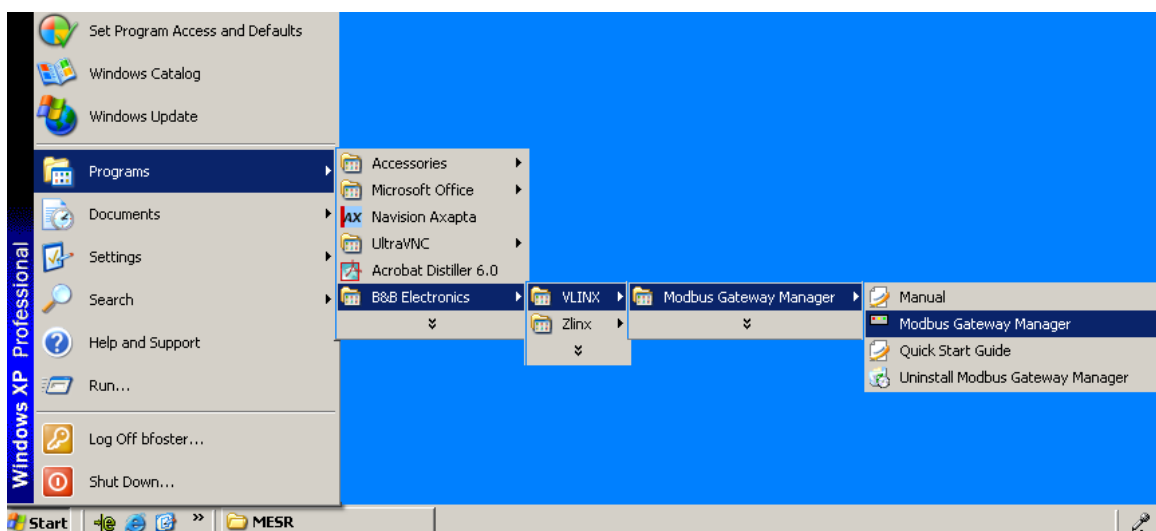 Set Program Access and Defaults
Windows Catalog
Windows Update
Programs
Documents
Settings
Search
Help and Support
Run...
Log Off bfoster...
Shut Down...
Windows XP Professional
Accessories
Microsoft Office
AX Navision Axapta
UltraVNC
Acrobat Distiller 6.0
B&B Electronics
VLINX
Zlinx
Modbus Gateway Manager
Manual
Modbus Gateway Manager
Quick Start Guide
Uninstall Modbus Gateway Manager
Start
MESR